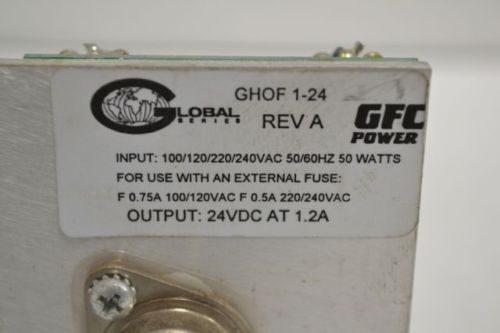 GLOBAL
SERIES
GHOF 1-24
REV A
GFC
POWER
INPUT: 100/120/220/240VAC 50/60HZ 50 WATTS
FOR USE WITH AN EXTERNAL FUSE:
F 0.75A 100/120VAC F 0.5A 220/240VAC
OUTPUT: 24VDC AT 1.2A